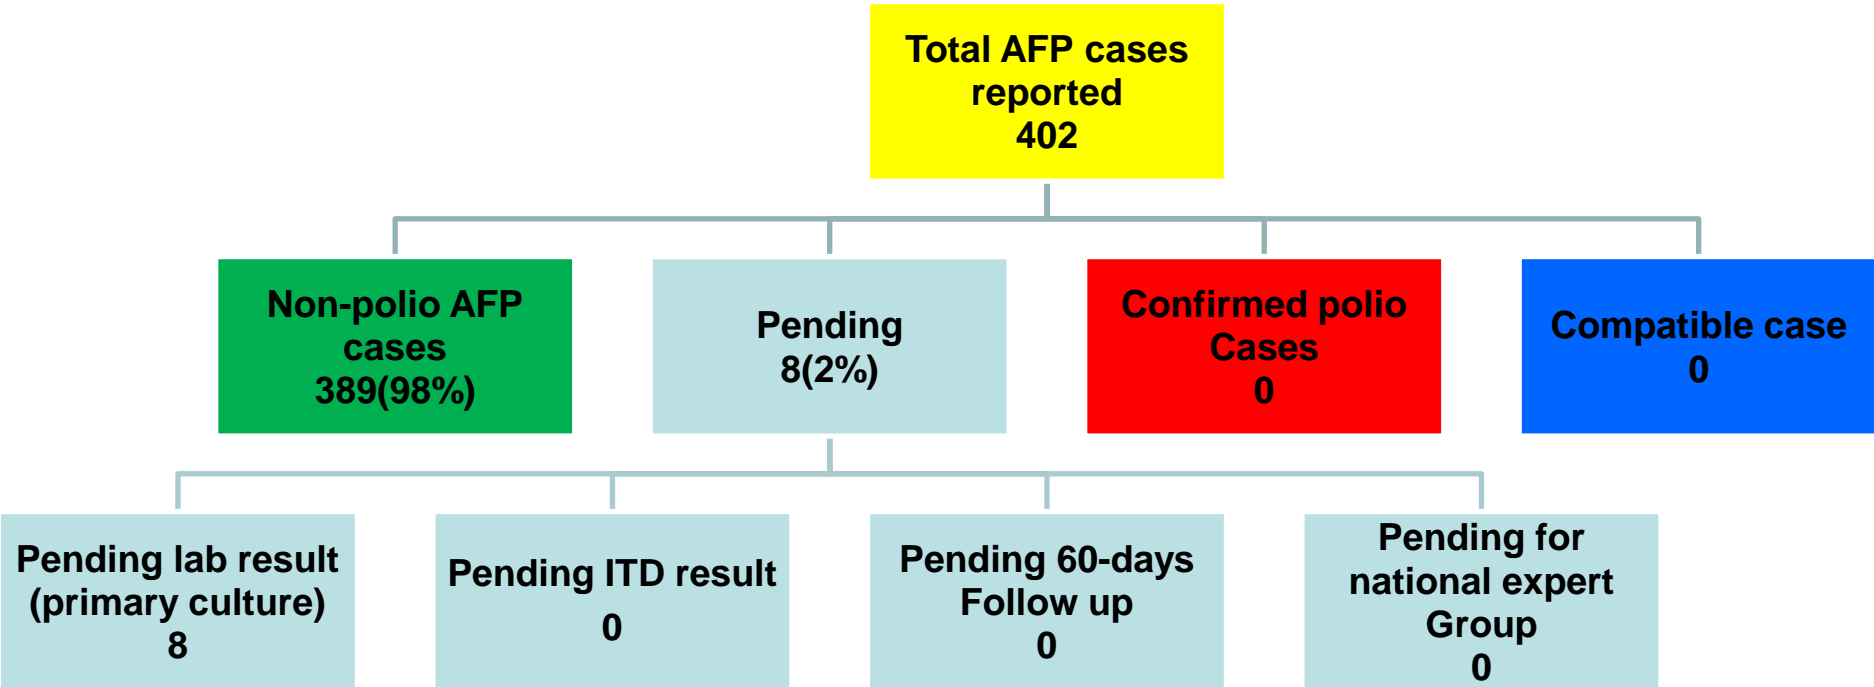 Total AFP cases
reported
402
Non-polio AFP
cases
389(98%)
Pending
8(2%)
Confirmed polio
Cases
0
Compatible case
0
Pending lab result
(primary culture)
8
Pending ITD result
0
Pending 60-days
Follow up
0
Pending for
national expert
Group
0